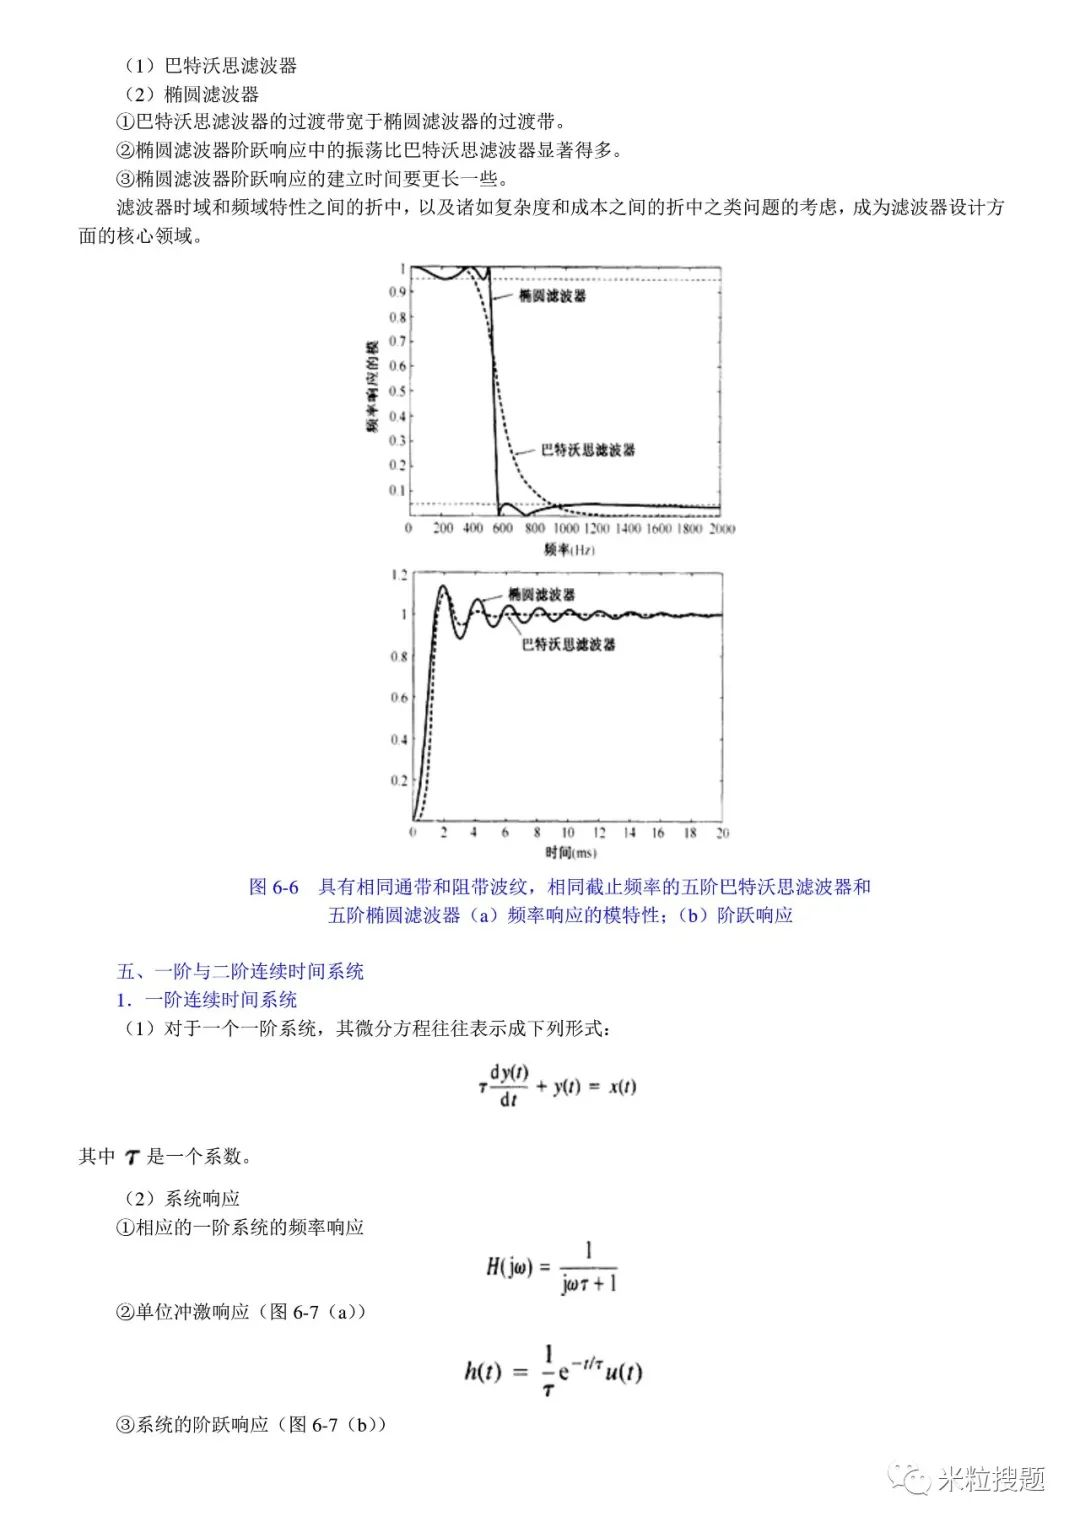 （1）巴特沃思滤波器
（2）椭圆滤波器
①巴特沃思滤波器的过渡带宽于椭圆滤波器的过渡带。
②椭圆滤波器阶跃响应中的振荡比巴特沃思滤波器显著得多。
③椭圆滤波器阶跃响应的建立时间要更长一些。
滤波器时域和频域特性之间的折中，以及诸如复杂度和成本之间的折中之类问题的考虑，成为滤波器设计方
面的核心领域。
1
0.9
0.8
0.7
0.6
0.5
0.4
0.3
0.2
0.1
频率响应的模
椭圆滤波器
巴特沃思滤波器
0 200 400 600 800 1000 1200 1400 1600 1800 2000
频率(Hz)
1.2
1
0.8
0.6
0.4
0.2
椭圆滤波器
巴特沃思滤波器
0 2 4 6 8 10 12 14 16 18 20
时间(ms)
图 6-6 具有相同通带和阻带波纹，相同截止频率的五阶巴特沃思滤波器和
五阶椭圆滤波器（a）频率响应的模特性；（b）阶跃响应
五、一阶与二阶连续时间系统
1．一阶连续时间系统
（1）对于一个一阶系统，其微分方程往往表示成下列形式：
τ dy(t)/dt + y(t) = x(t)
其中 τ 是一个系数。
（2）系统响应
①相应的一阶系统的频率响应
H(jω) = 1/(jωτ+1)
②单位冲激响应（图 6-7（a））
h(t) = 1/τ e^(-t/τ) u(t)
③系统的阶跃响应（图 6-7（b））
米粒搜题